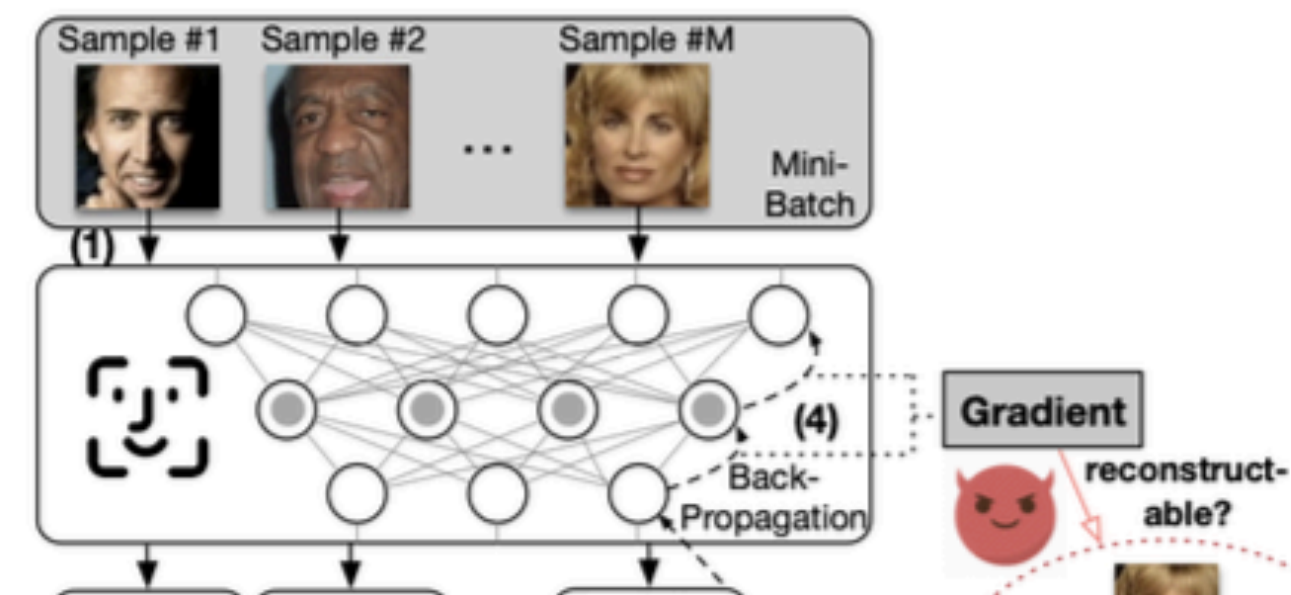 Sample #1 Sample #2 Sample #M
...
Mini-
Batch
(1)
(4)
Gradient
Back-
Propagation
reconstruct-
able?